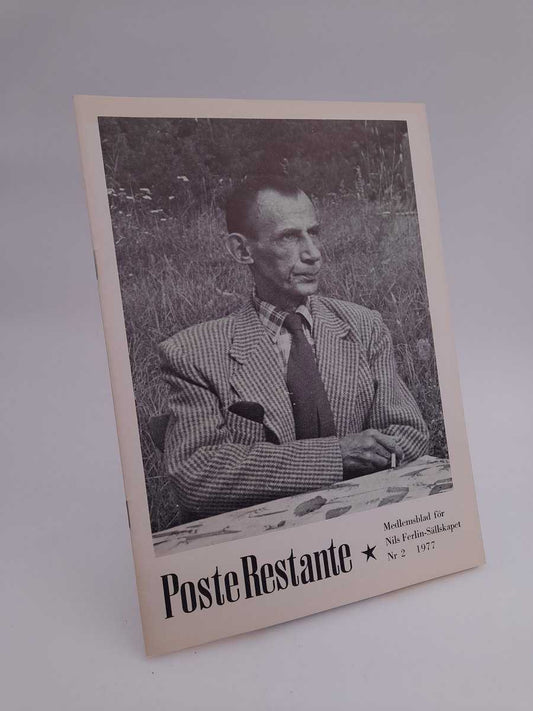 Poste Restante
Medlemsblad för
Nils Ferlin-Sällskapet
Nr 2 1977